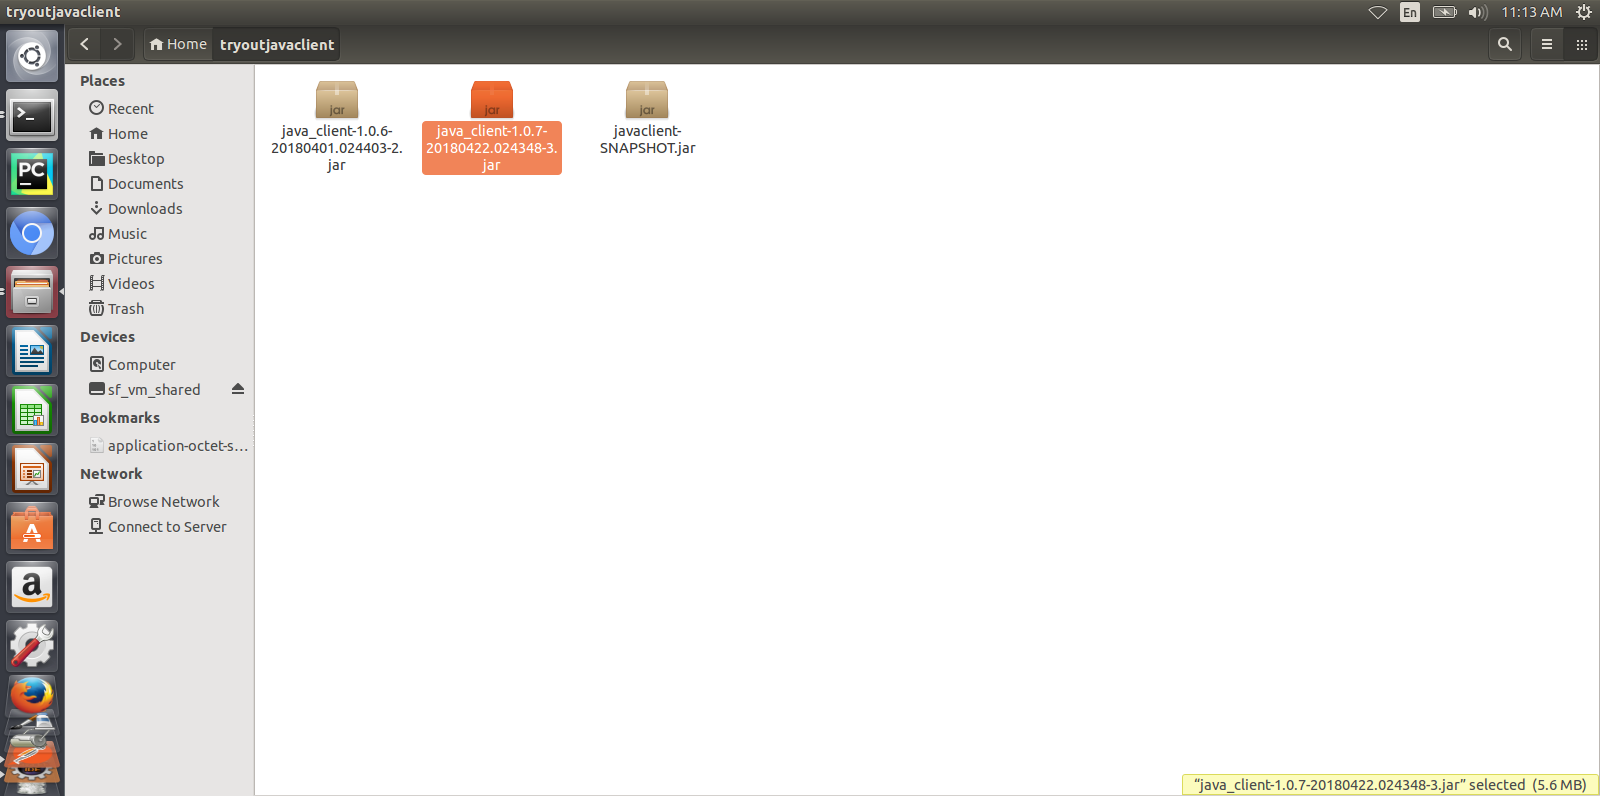 tryoutjavaclient
En
11:13 AM
Home
tryoutjavaclient
Places
Recent
Home
Desktop
Documents
Downloads
Music
Pictures
Videos
Trash
Devices
Computer
sf_vm_shared
Bookmarks
application-octet-s...
Network
Browse Network
Connect to Server
>_
PC
a
jar
java_client-1.0.6-
20180401.024403-2.
jar
jar
java_client-1.0.7-
20180422.024348-3.
jar
jar
javaclient-
SNAPSHOT.jar
“java_client-1.0.7-20180422.024348-3.jar” selected (5.6 MB)